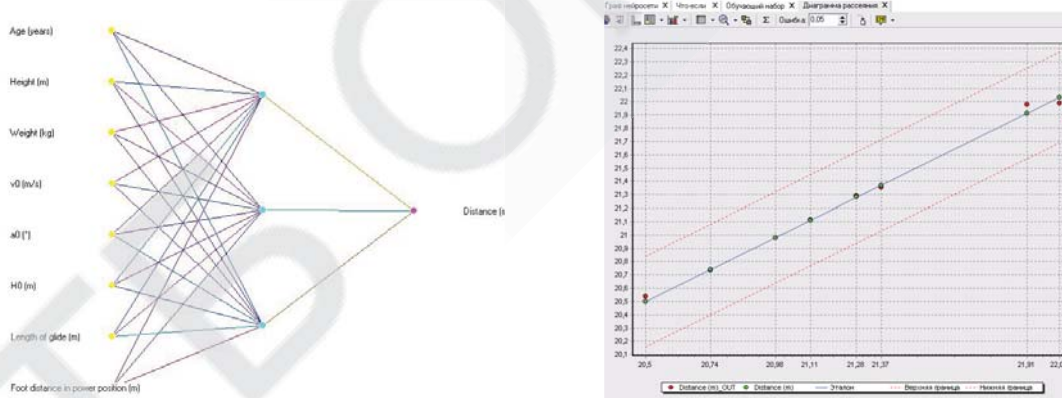 Age (years)
Height (m)
Weight (kg)
v0 (m/s)
a0 (°)
H0 (m)
Length of glide (m)
Foot distance in power position (m)
Distance (
Граф нейросети X Что-если X Обучающий набор X Диаграмма рассеяния X
Σ Ошибка 0,05
22,4
22,3
22,2
22,1
22
21,9
21,8
21,7
21,6
21,5
21,4
21,3
21,2
21,1
21
20,9
20,8
20,7
20,6
20,5
20,4
20,3
20,2
20,1
20,5 20,74 20,98 21,11 21,28 21,37 21,91 22,0
Distance (m)_OUT Distance (m) Эталон Верхняя граница Нижняя граница